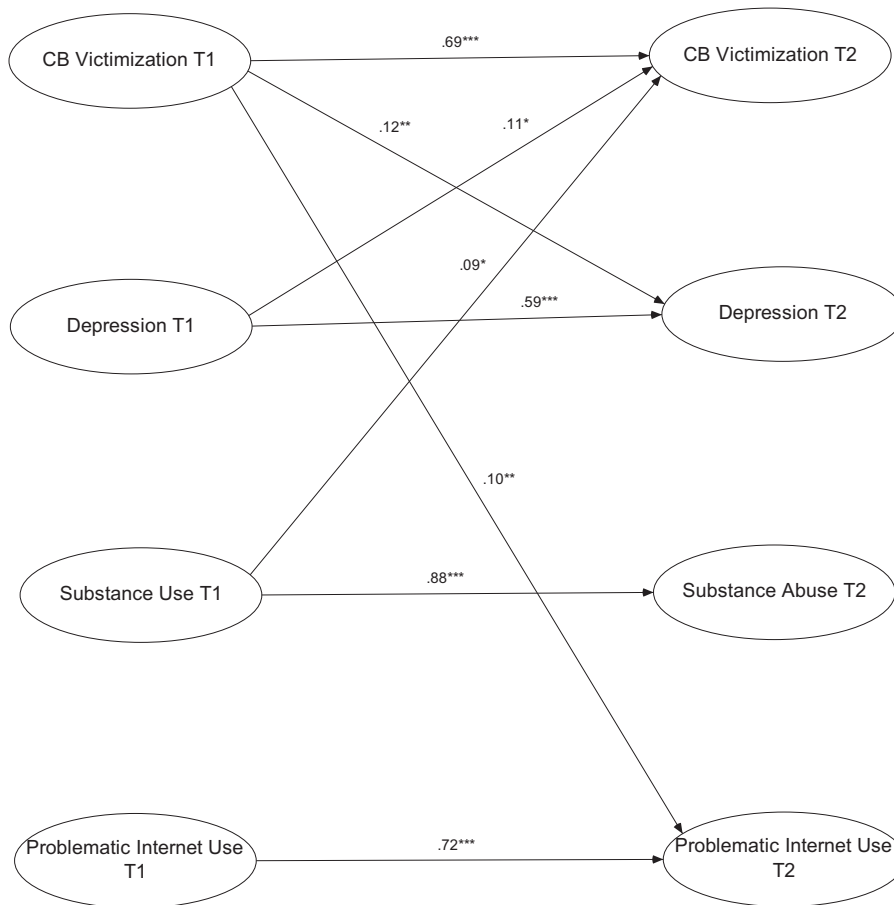 CB Victimization T1
.69***
CB Victimization T2
.12**
.11*
.09*
Depression T1
.59***
Depression T2
.10**
Substance Use T1
.88***
Substance Abuse T2
Problematic Internet Use
T1
.72***
Problematic Internet Use
T2